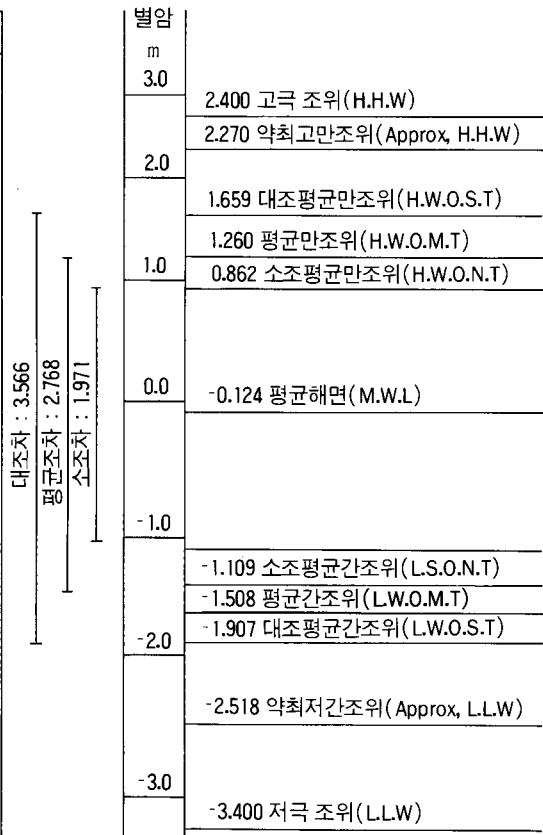 별암
m
3.0
2.400 고극 조위(H.H.W)
2.270 약최고만조위(Approx, H.H.W)
2.0
1.659 대조평균만조위(H.W.O.S.T)
1.260 평균만조위(H.W.O.M.T)
1.0
0.862 소조평균만조위(H.W.O.N.T)
대조차 : 3.566
평균조차 : 2.768
소조차 : 1.971
0.0
-0.124 평균해면(M.W.L)
-1.0
-1.109 소조평균간조위(L.S.O.N.T)
-1.508 평균간조위(L.W.O.M.T)
-1.907 대조평균간조위(L.W.O.S.T)
-2.0
-2.518 약최저간조위(Approx, L.L.W)
-3.0
-3.400 저극 조위(L.L.W)